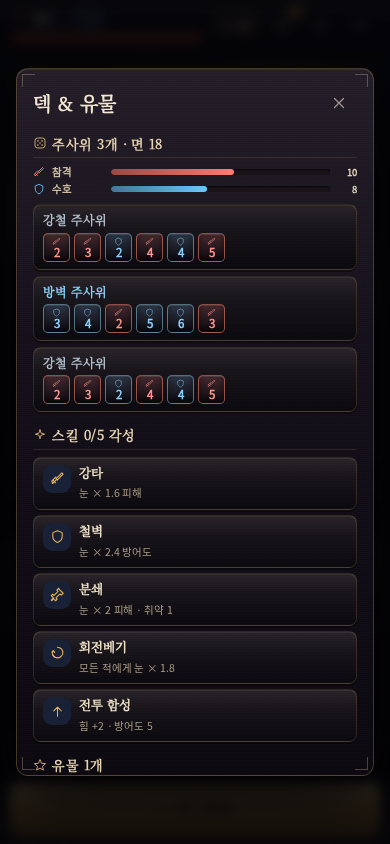 덱 & 유물
주사위 3개 · 면 18
참격 10
수호 8
강철 주사위
2 3 2 4 4 5
방벽 주사위
3 4 2 5 6 3
강철 주사위
2 3 2 4 4 5
스킬 0/5 각성
강타
눈 × 1.6 피해
철벽
눈 × 2.4 방어도
분쇄
눈 × 2 피해 · 취약 1
회전베기
모든 적에게 눈 × 1.8
전투 함성
힘 +2 · 방어도 5
유물 1개